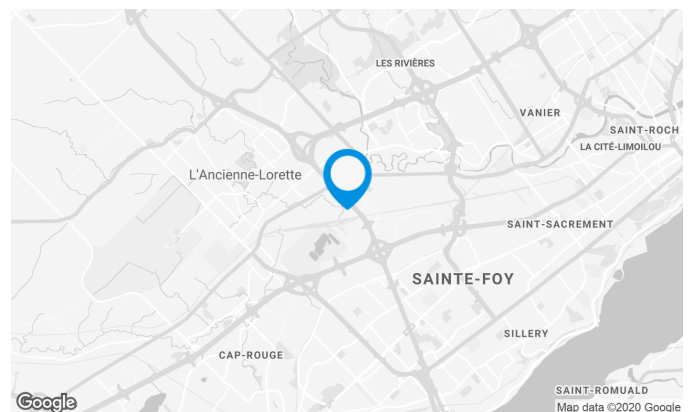 LES RIVIÈRES
VANIER
SAINT-ROCH
LA CITÉ-LIMOILOU
L'Ancienne-Lorette
SAINT-SACREMENT
SAINTE-FOY
SILLERY
CAP-ROUGE
SAINT-ROMUALD
Google
Map data ©2020 Google